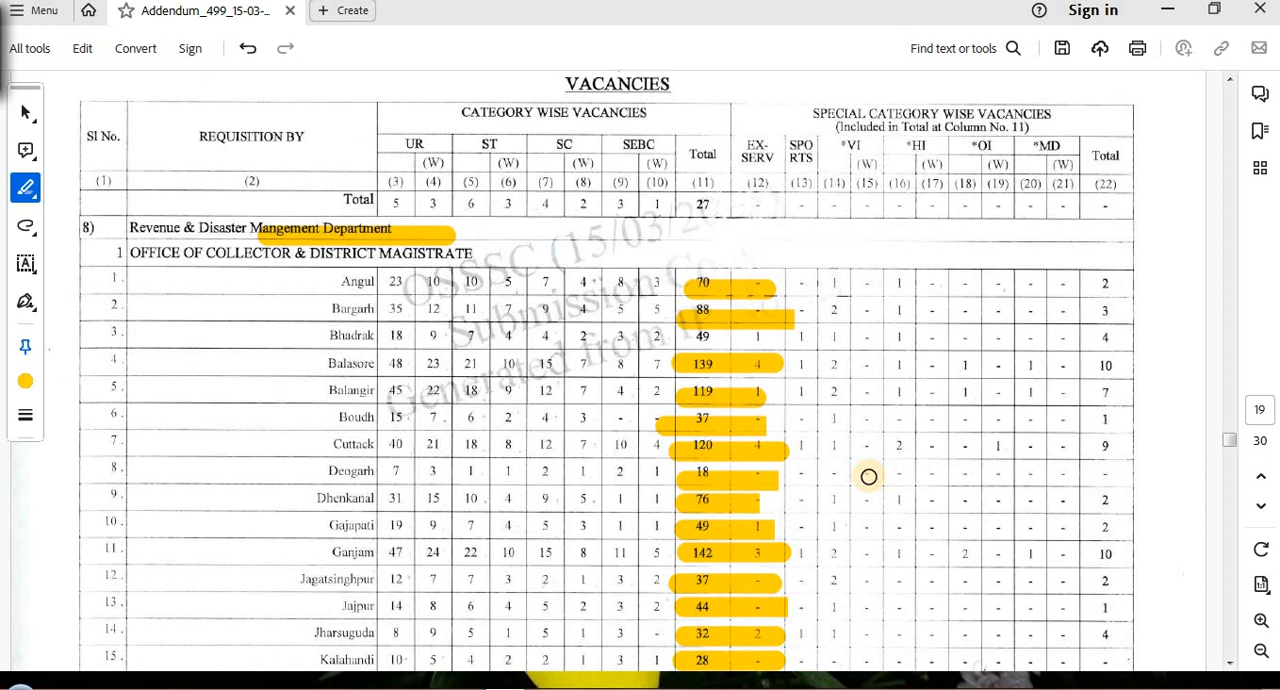 Menu Addendum_499_15-03-... Create Sign in
All tools Edit Convert Sign Find text or tools
VACANCIES
Sl No. REQUISITION BY CATEGORY WISE VACANCIES SPECIAL CATEGORY WISE VACANCIES
(Included in Total at Column No. 11)
UR ST SC SEBC Total EX-SERV SPORTS *VI *HI *OI *MD Total
(W) (W) (W) (W) (W) (W) (W) (W)
(1) (2) (3) (4) (5) (6) (7) (8) (9) (10) (11) (12) (13) (14) (15) (16) (17) (18) (19) (20) (21) (22)
Total 5 3 6 3 4 2 3 1 27 - - - - - - - - - - -
8) Revenue & Disaster Mangement Department
1 OFFICE OF COLLECTOR & DISTRICT MAGISTRATE
1. Angul 23 10 10 5 7 4 8 3 70 - - 1 - 1 - - - - - 2
2. Bargarh 35 12 11 7 9 4 5 5 88 - - 2 - 1 - - - - - 3
3. Bhadrak 18 9 7 4 4 2 3 2 49 1 1 1 - 1 - - - - - 4
4. Balasore 48 23 21 10 15 7 8 7 139 4 1 2 - 1 - 1 - 1 - 10
5. Balangir 45 22 18 9 12 7 4 2 119 1 1 2 - 1 - 1 - 1 - 7
6. Boudh 15 7 6 2 4 3 - - 37 - - 1 - - - - - - - 1
7. Cuttack 40 21 18 8 12 7 10 4 120 4 1 1 - 2 - - 1 - - 9
8. Deogarh 7 3 1 1 2 1 2 1 18 - - - - - - - - - -
9. Dhenkanal 31 15 10 4 9 5 1 1 76 - - 1 - 1 - - - - - 2
10. Gajapati 19 9 7 4 5 3 1 1 49 1 - 1 - - - - - - - 2
11. Ganjam 47 24 22 10 15 8 11 5 142 3 1 2 - 1 - 2 - 1 - 10
12. Jagatsinghpur 12 7 7 3 2 1 3 2 37 - - 2 - - - - - - - 2
13. Jajpur 14 8 6 4 5 2 3 2 44 - - 1 - - - - - - - 1
14. Jharsuguda 8 9 5 1 5 1 3 - 32 2 1 1 - - - - - - - 4
15. Kalahandi 10 5 4 2 2 1 3 1 28 - - - - - - - - - - -
OSSSC (15/03/20
Submission
Generated from
19
30